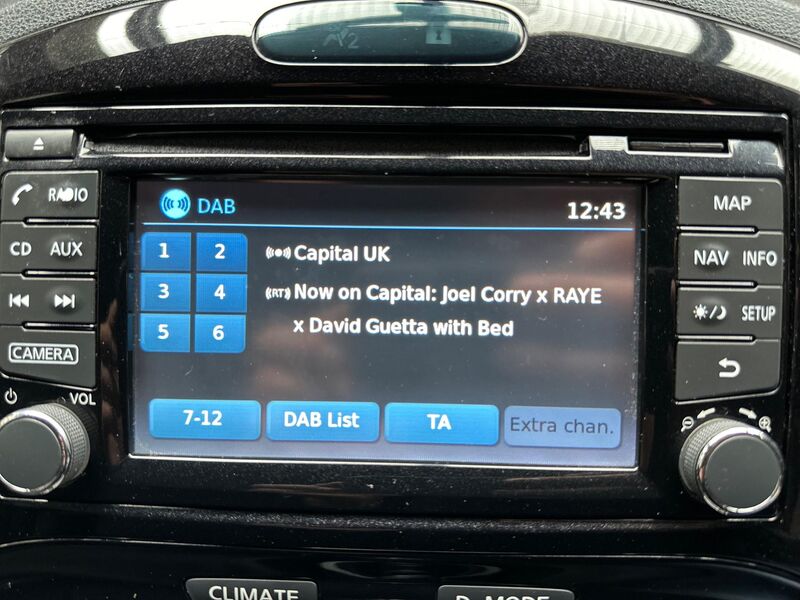 RADIO
CD AUX
CAMERA
VOL
DAB
12:43
1 2
3 4
5 6
Capital UK
(RT) Now on Capital: Joel Corry x RAYE
x David Guetta with Bed
7-12 DAB List TA Extra chan.
MAP
NAV INFO
SETUP
CLIMATE
D-MODE